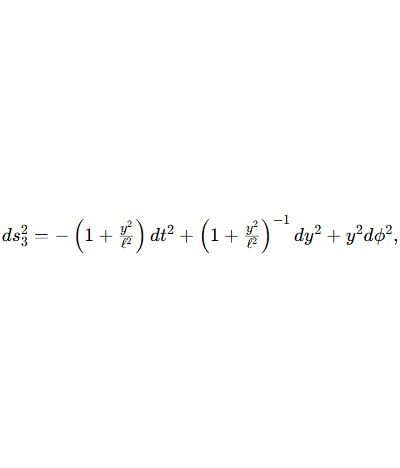 $ds_3^2 = -\left(1 + \frac{y^2}{\ell^2}\right) dt^2 + \left(1 + \frac{y^2}{\ell^2}\right)^{-1} dy^2 + y^2 d\phi^2,$